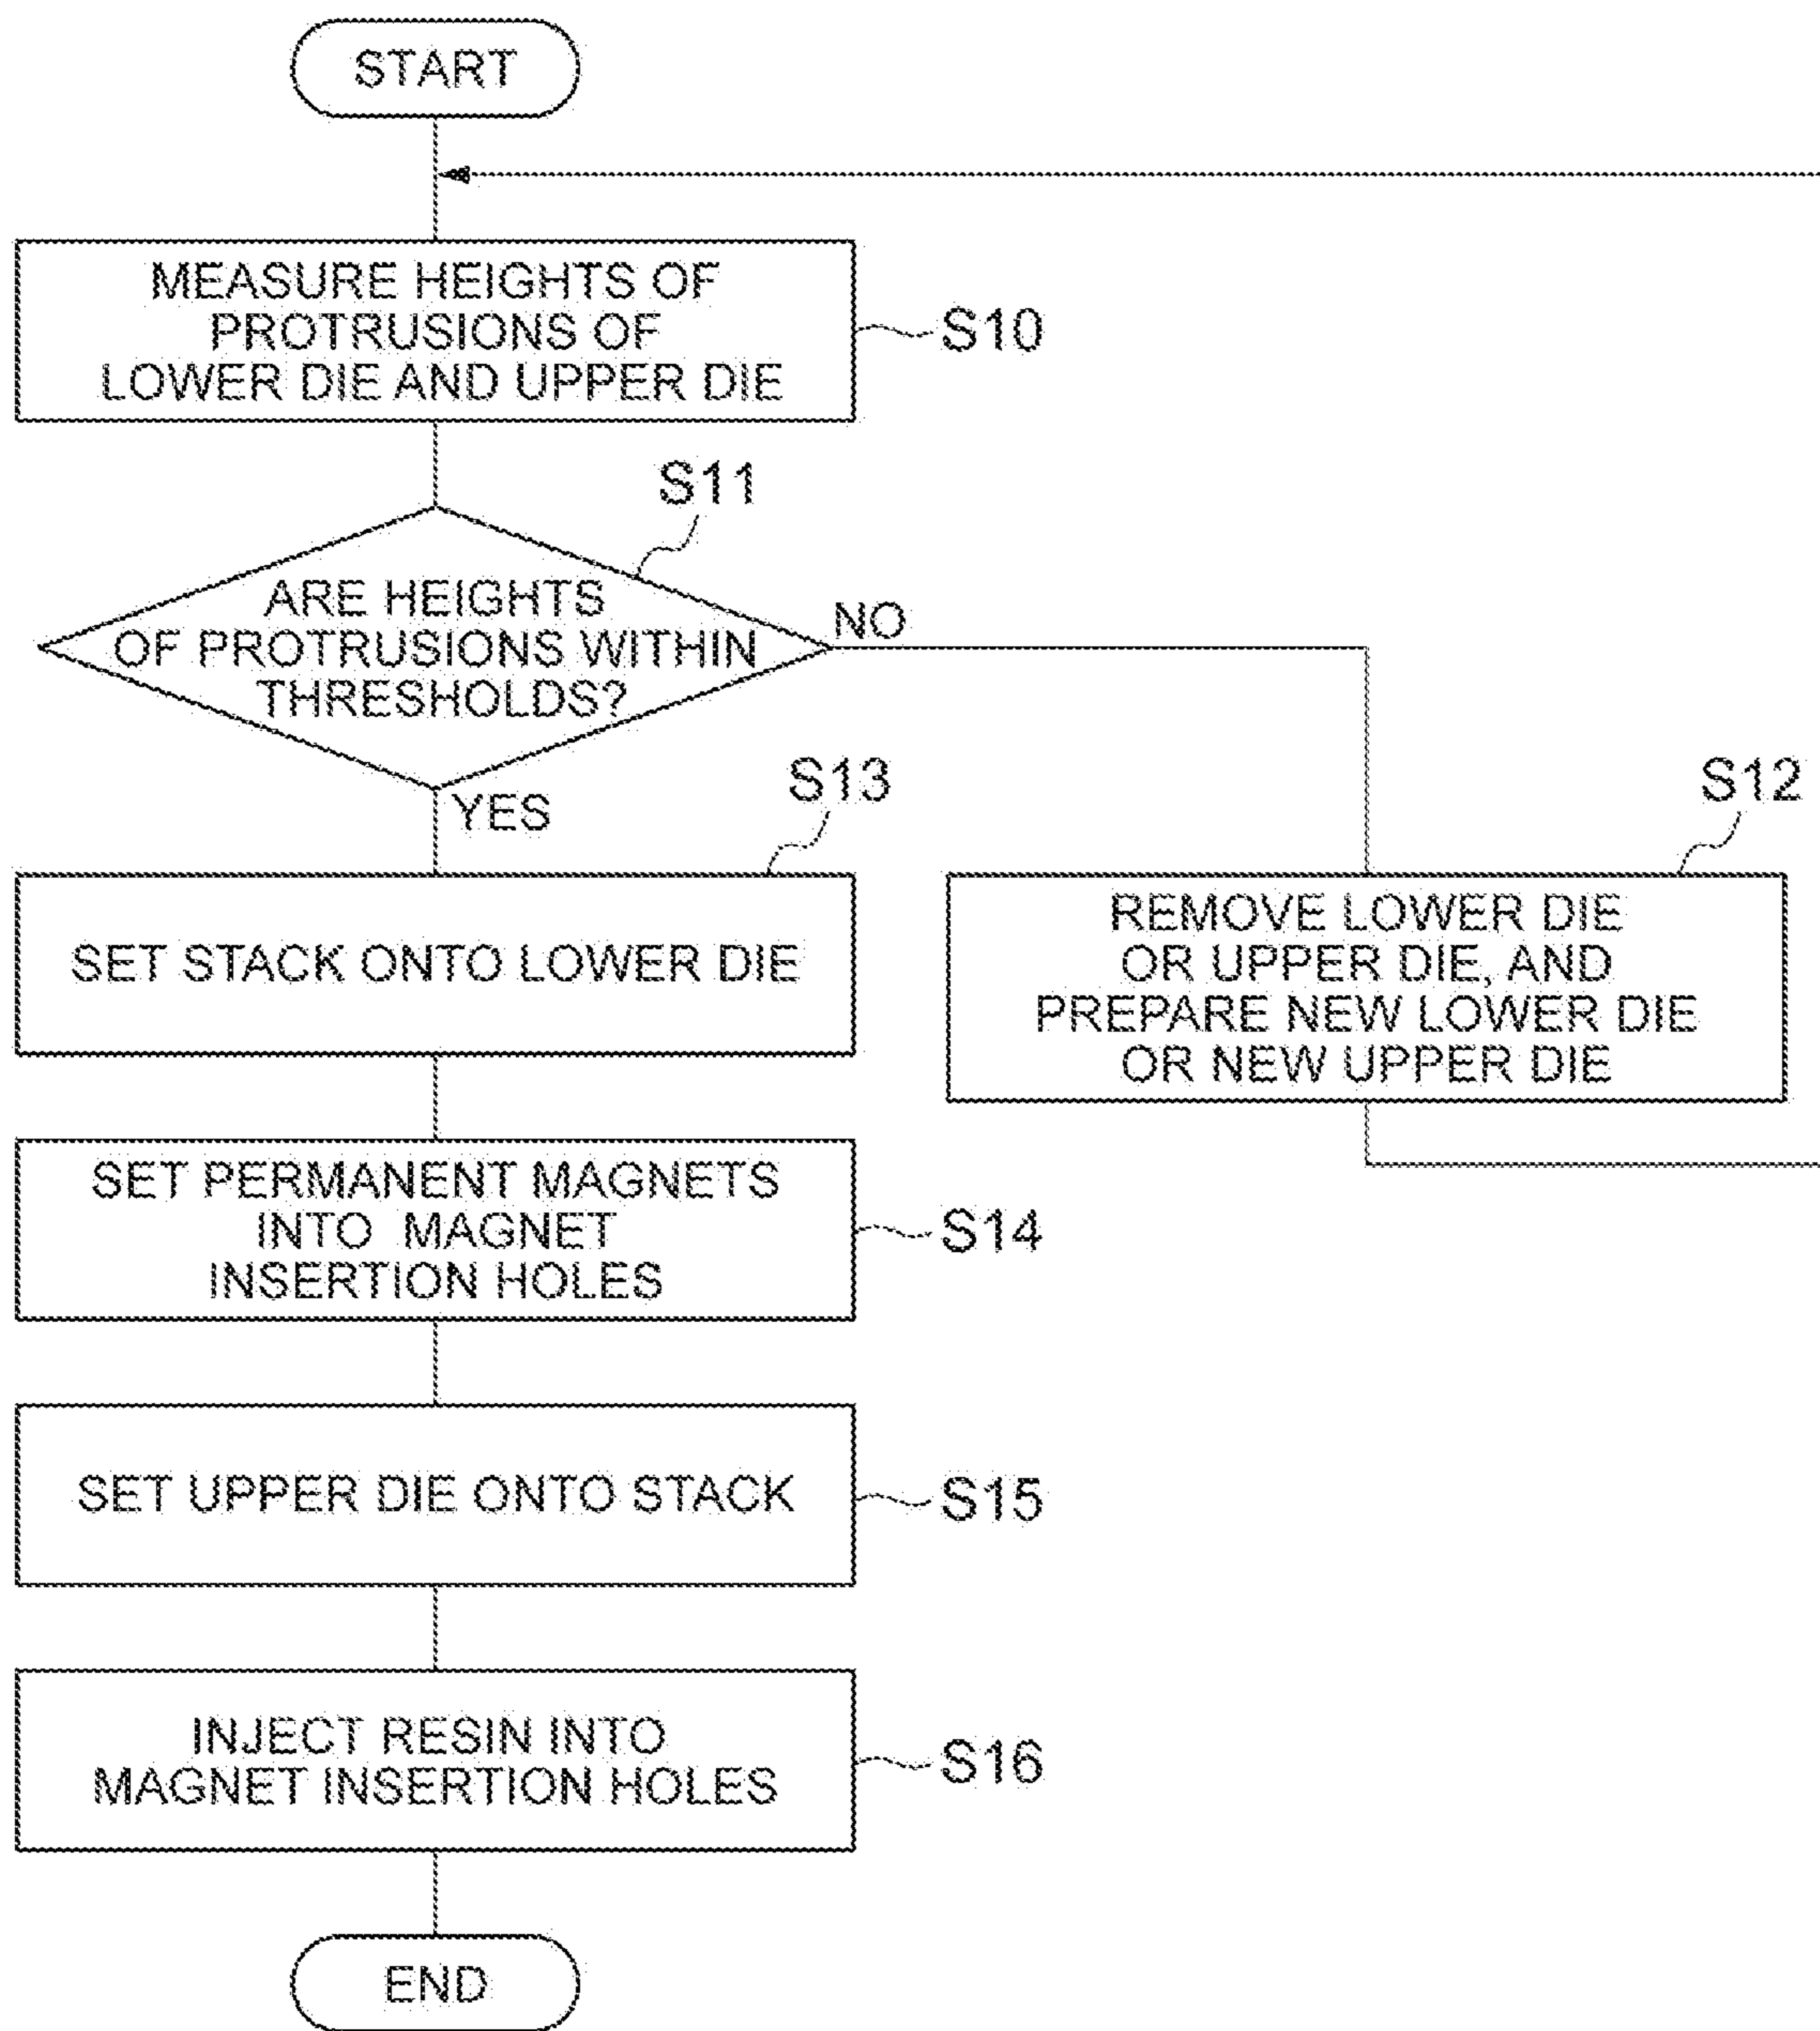 START
MEASURE HEIGHTS OF
PROTRUSIONS OF
LOWER DIE AND UPPER DIE
S10
S11
ARE HEIGHTS
OF PROTRUSIONS WITHIN
THRESHOLDS?
NO
YES
S13
SET STACK ONTO LOWER DIE
S12
REMOVE LOWER DIE
OR UPPER DIE, AND
PREPARE NEW LOWER DIE
OR NEW UPPER DIE
SET PERMANENT MAGNETS
INTO MAGNET
INSERTION HOLES
S14
SET UPPER DIE ONTO STACK
S15
INJECT RESIN INTO
MAGNET INSERTION HOLES
S16
END